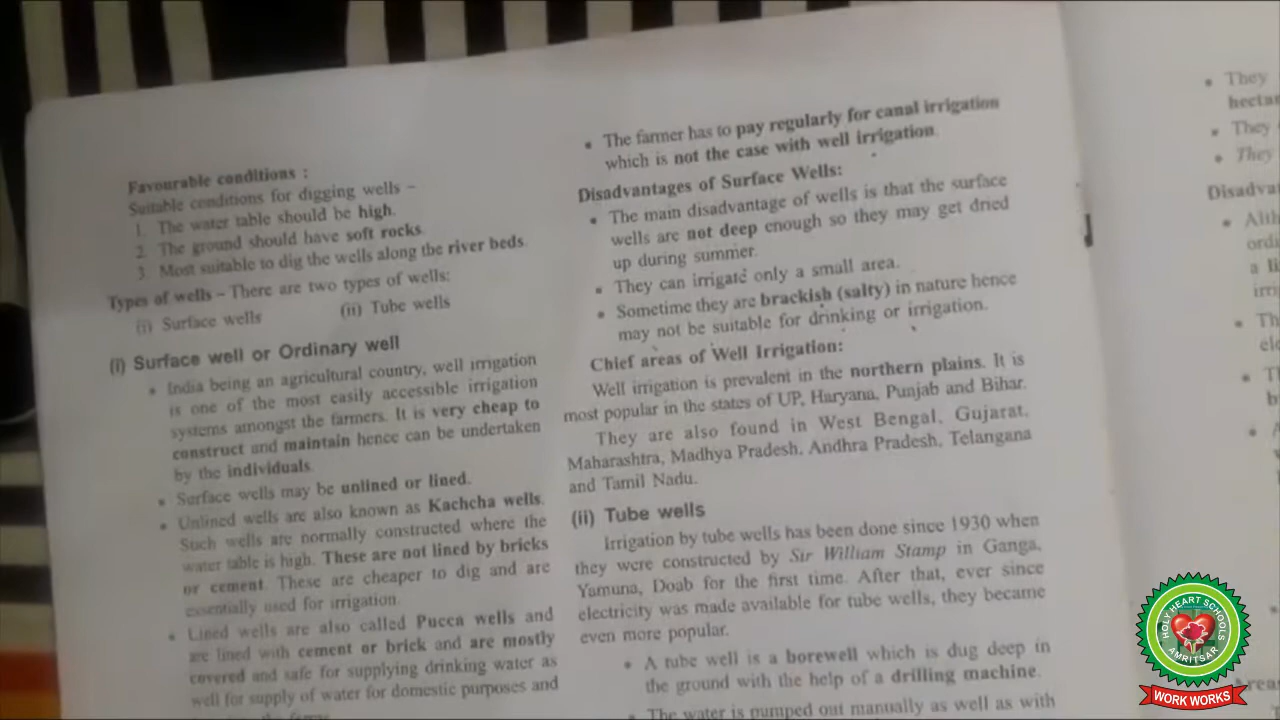 Favourable conditions :
Suitable conditions for digging wells –
1. The water table should be high.
2. The ground should have soft rocks.
3. Most suitable to dig the wells along the river beds.
Types of wells – There are two types of wells:
(i) Surface wells (ii) Tube wells
(i) Surface well or Ordinary well
• India being an agricultural country, well irrigation
is one of the most easily accessible irrigation
systems amongst the farmers. It is very cheap to
construct and maintain hence can be undertaken
by the individuals.
• Surface wells may be unlined or lined.
• Unlined wells are also known as Kachcha wells.
Such wells are normally constructed where the
water table is high. These are not lined by bricks
or cement. These are cheaper to dig and are
essentially used for irrigation.
• Lined wells are also called Pucca wells and
are lined with cement or brick and are mostly
covered and safe for supplying drinking water as
well for supply of water for domestic purposes and
• The farmer has to pay regularly for canal irrigation
which is not the case with well irrigation.
Disadvantages of Surface Wells:
• The main disadvantage of wells is that the surface
wells are not deep enough so they may get dried
up during summer.
• They can irrigate only a small area.
• Sometime they are brackish (salty) in nature hence
may not be suitable for drinking or irrigation.
Chief areas of Well Irrigation:
Well irrigation is prevalent in the northern plains. It is
most popular in the states of UP, Haryana, Punjab and Bihar.
They are also found in West Bengal, Gujarat,
Maharashtra, Madhya Pradesh, Andhra Pradesh, Telangana
and Tamil Nadu.
(ii) Tube wells
Irrigation by tube wells has been done since 1930 when
they were constructed by Sir William Stamp in Ganga,
Yamuna, Doab for the first time. After that, ever since
electricity was made available for tube wells, they became
even more popular.
• A tube well is a borewell which is dug deep in
the ground with the help of a drilling machine.
• The water is pumped out manually as well as with
• They
hecta
• They
• They
Disadva
• Alth
ordi
a li
irri
• Th
ele
• T
b
HOLY HEART SCHOOLS
AMRITSAR
WORK WORKS